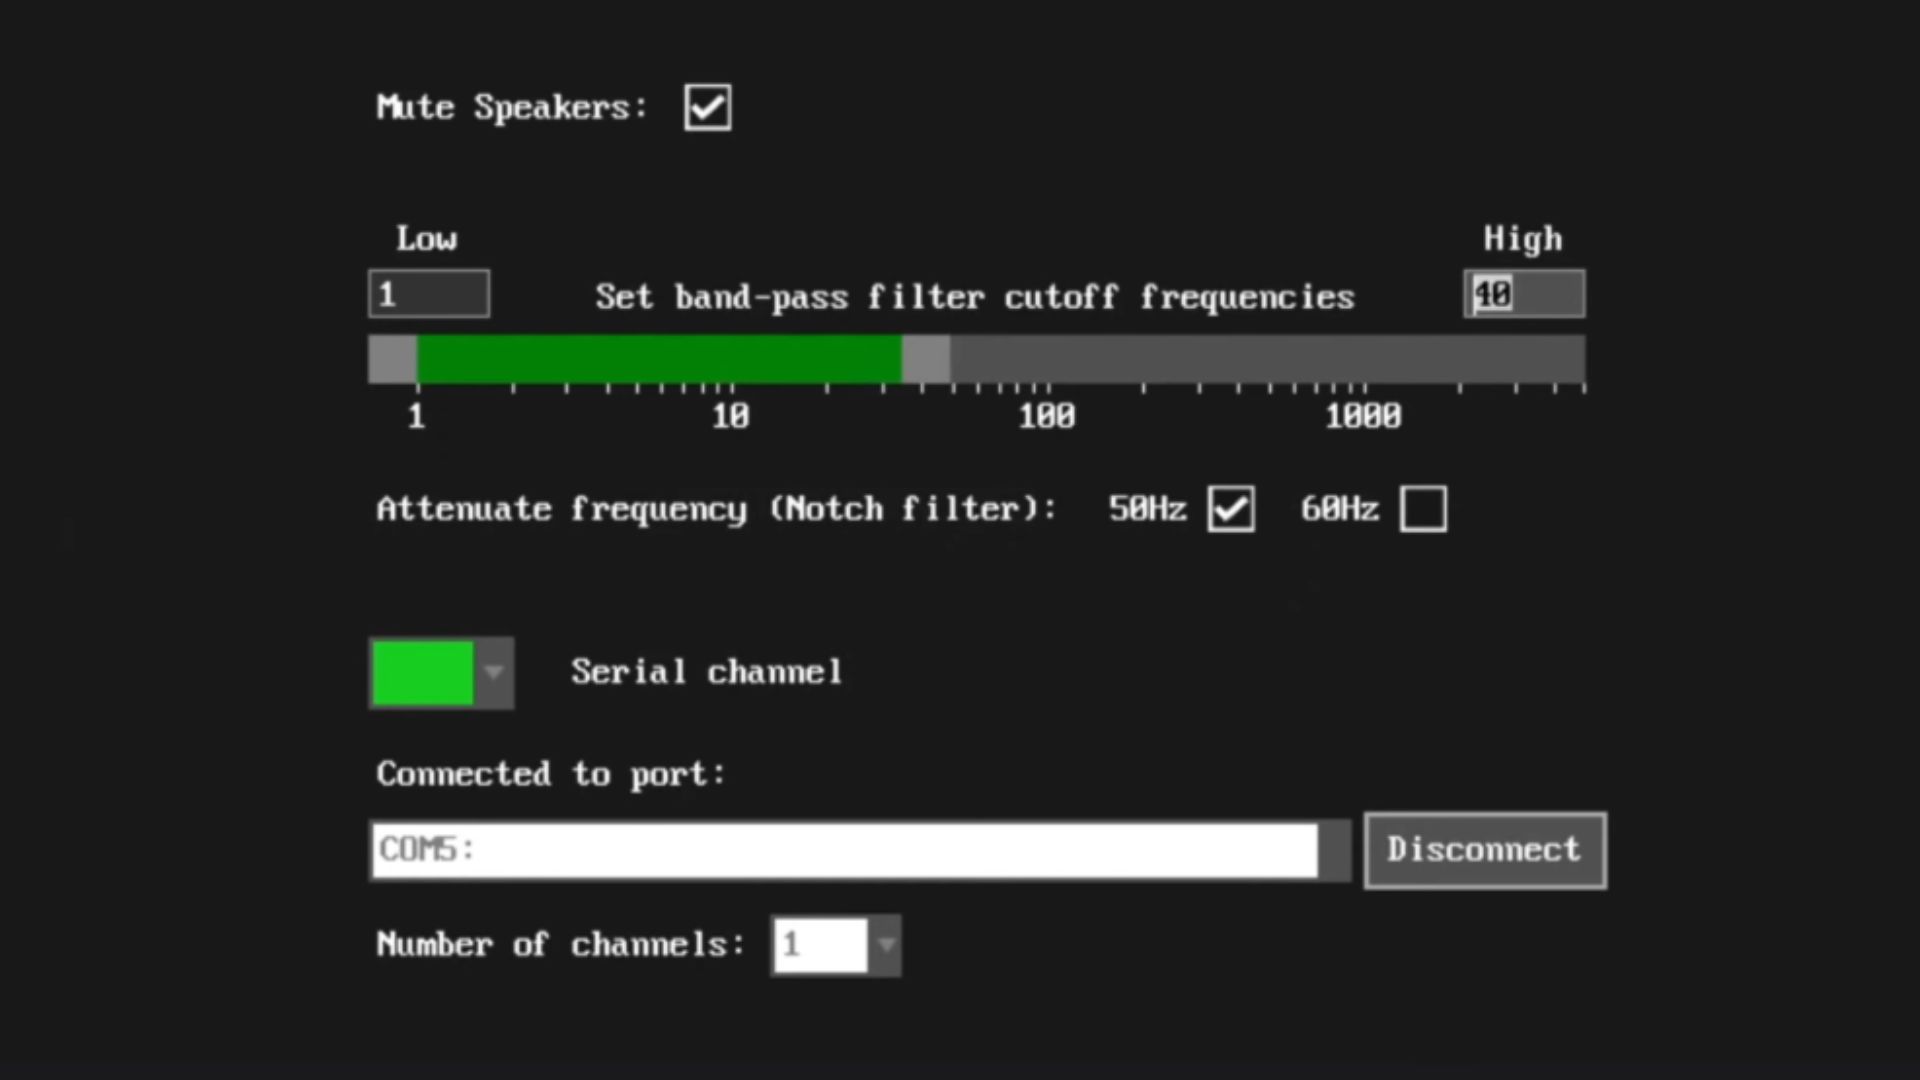 Mute Speakers:
Low High
1 Set band-pass filter cutoff frequencies 40
1 10 100 1000
Attenuate frequency (Notch filter): 50Hz 60Hz
Serial channel
Connected to port:
COM5: Disconnect
Number of channels: 1